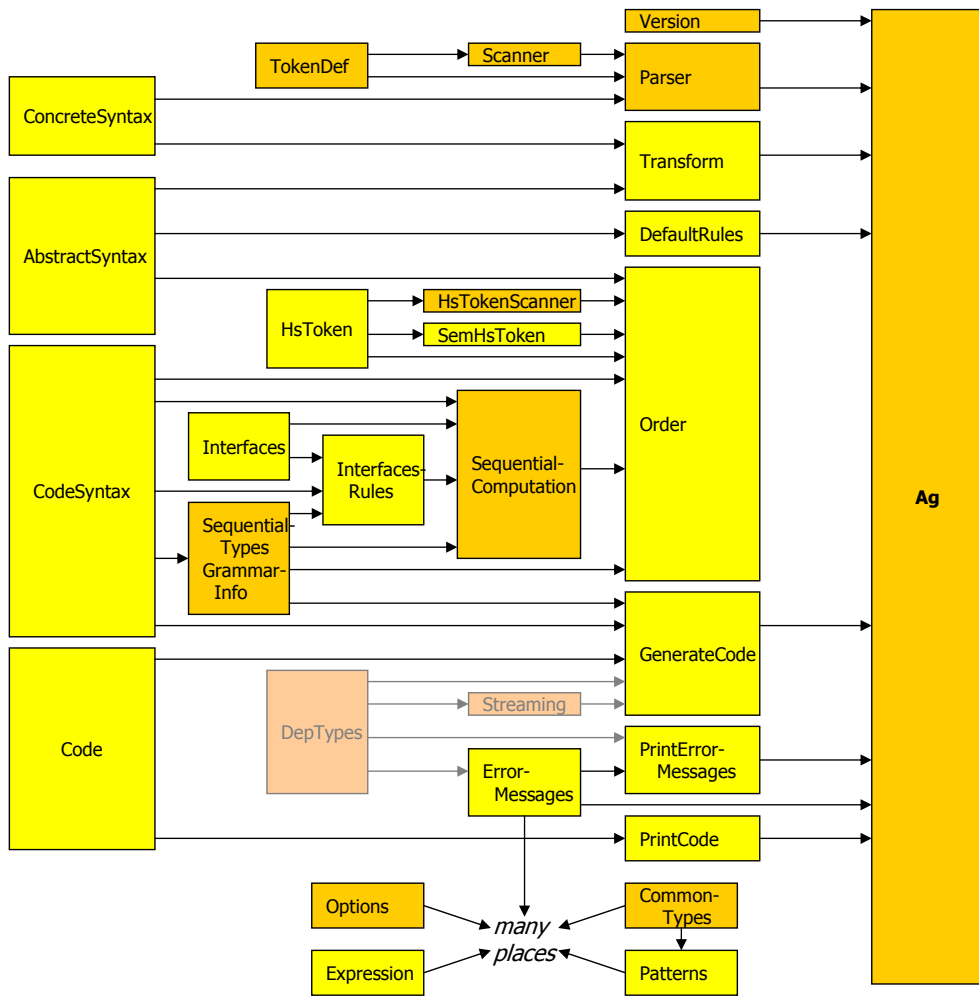 Version
TokenDef
Scanner
Parser
ConcreteSyntax
Transform
AbstractSyntax
DefaultRules
HsToken
HsTokenScanner
SemHsToken
Order
CodeSyntax
Interfaces
Interfaces-
Rules
Sequential-
Computation
Sequential-
Types
Grammar-
Info
Ag
GenerateCode
Code
DepTypes
Streaming
Error-
Messages
PrintError-
Messages
PrintCode
Options
many
places
Common-
Types
Expression
Patterns